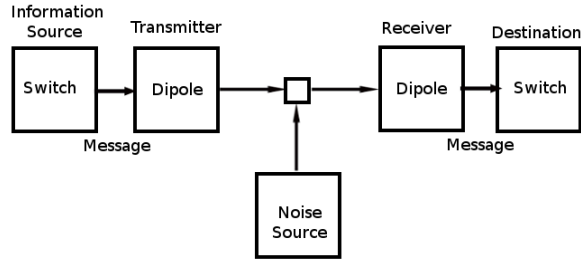 Information
Source
Transmitter
Receiver
Destination
Switch
Dipole
Dipole
Switch
Message
Message
Noise
Source